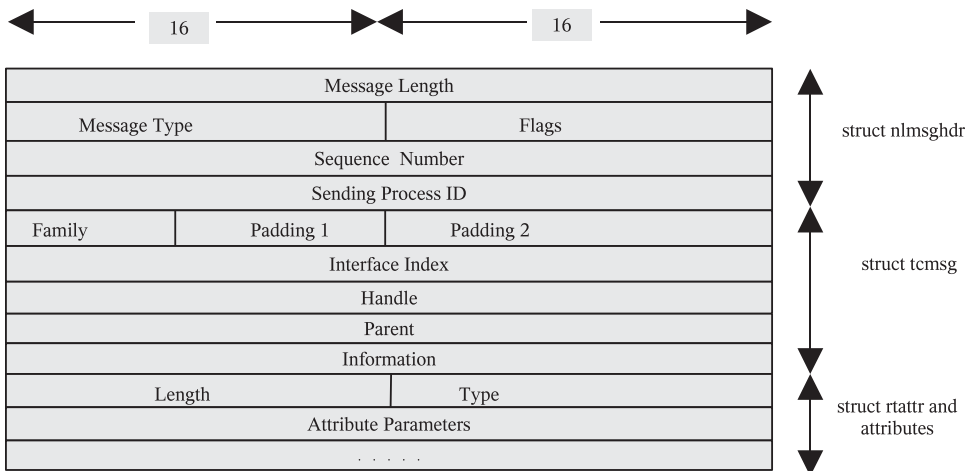 16 16
Message Length
Message Type Flags
struct nlmsghdr
Sequence Number
Sending Process ID
Family Padding 1 Padding 2
Interface Index
struct tcmsg
Handle
Parent
Information
Length Type
struct rtattr and
attributes
Attribute Parameters
. . . . .